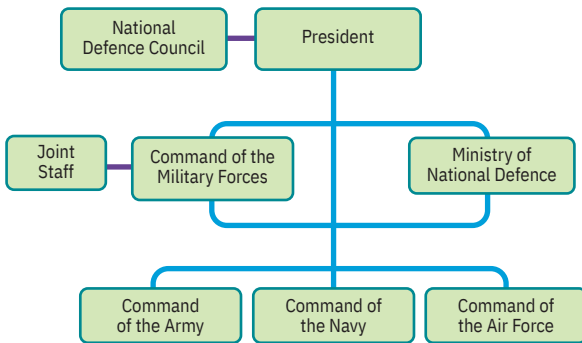 National
Defence Council
President
Joint
Staff
Command of the
Military Forces
Ministry of
National Defence
Command
of the Army
Command of
the Navy
Command of
the Air Force